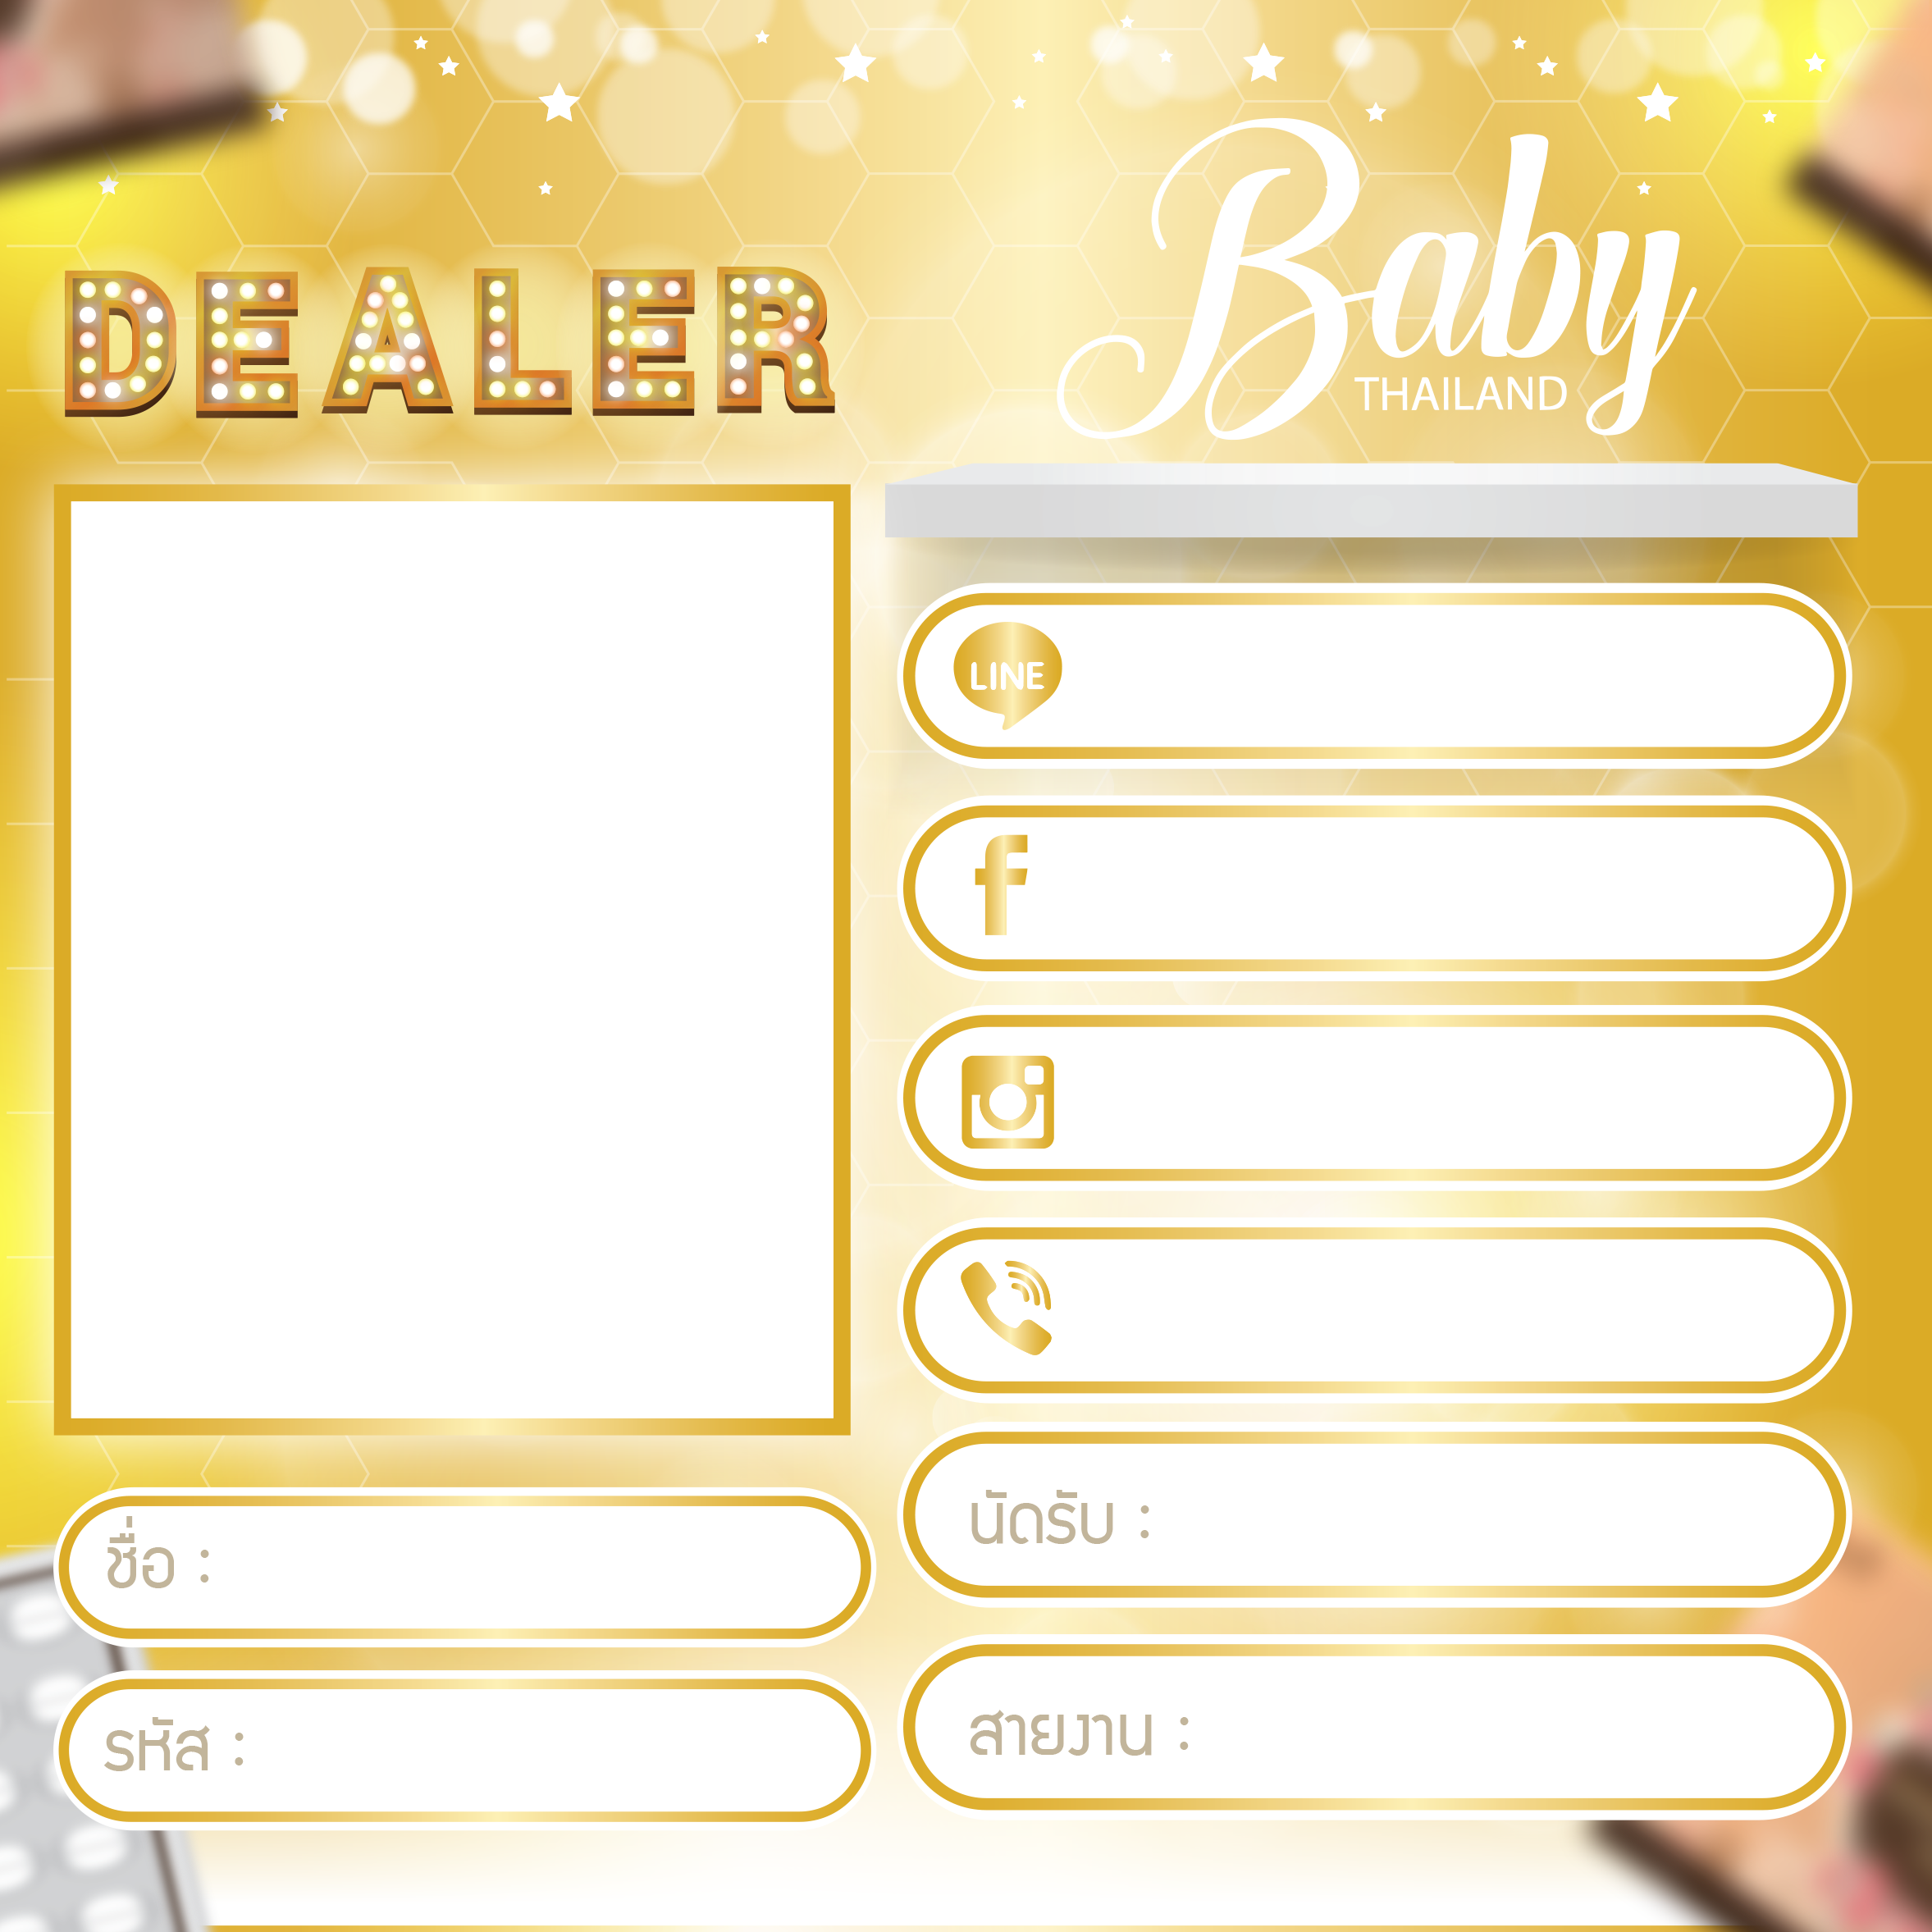 DEALER
Baby
THAILAND
LINE
ชื่อ :
รหัส :
นัดรับ :
สายงาน :